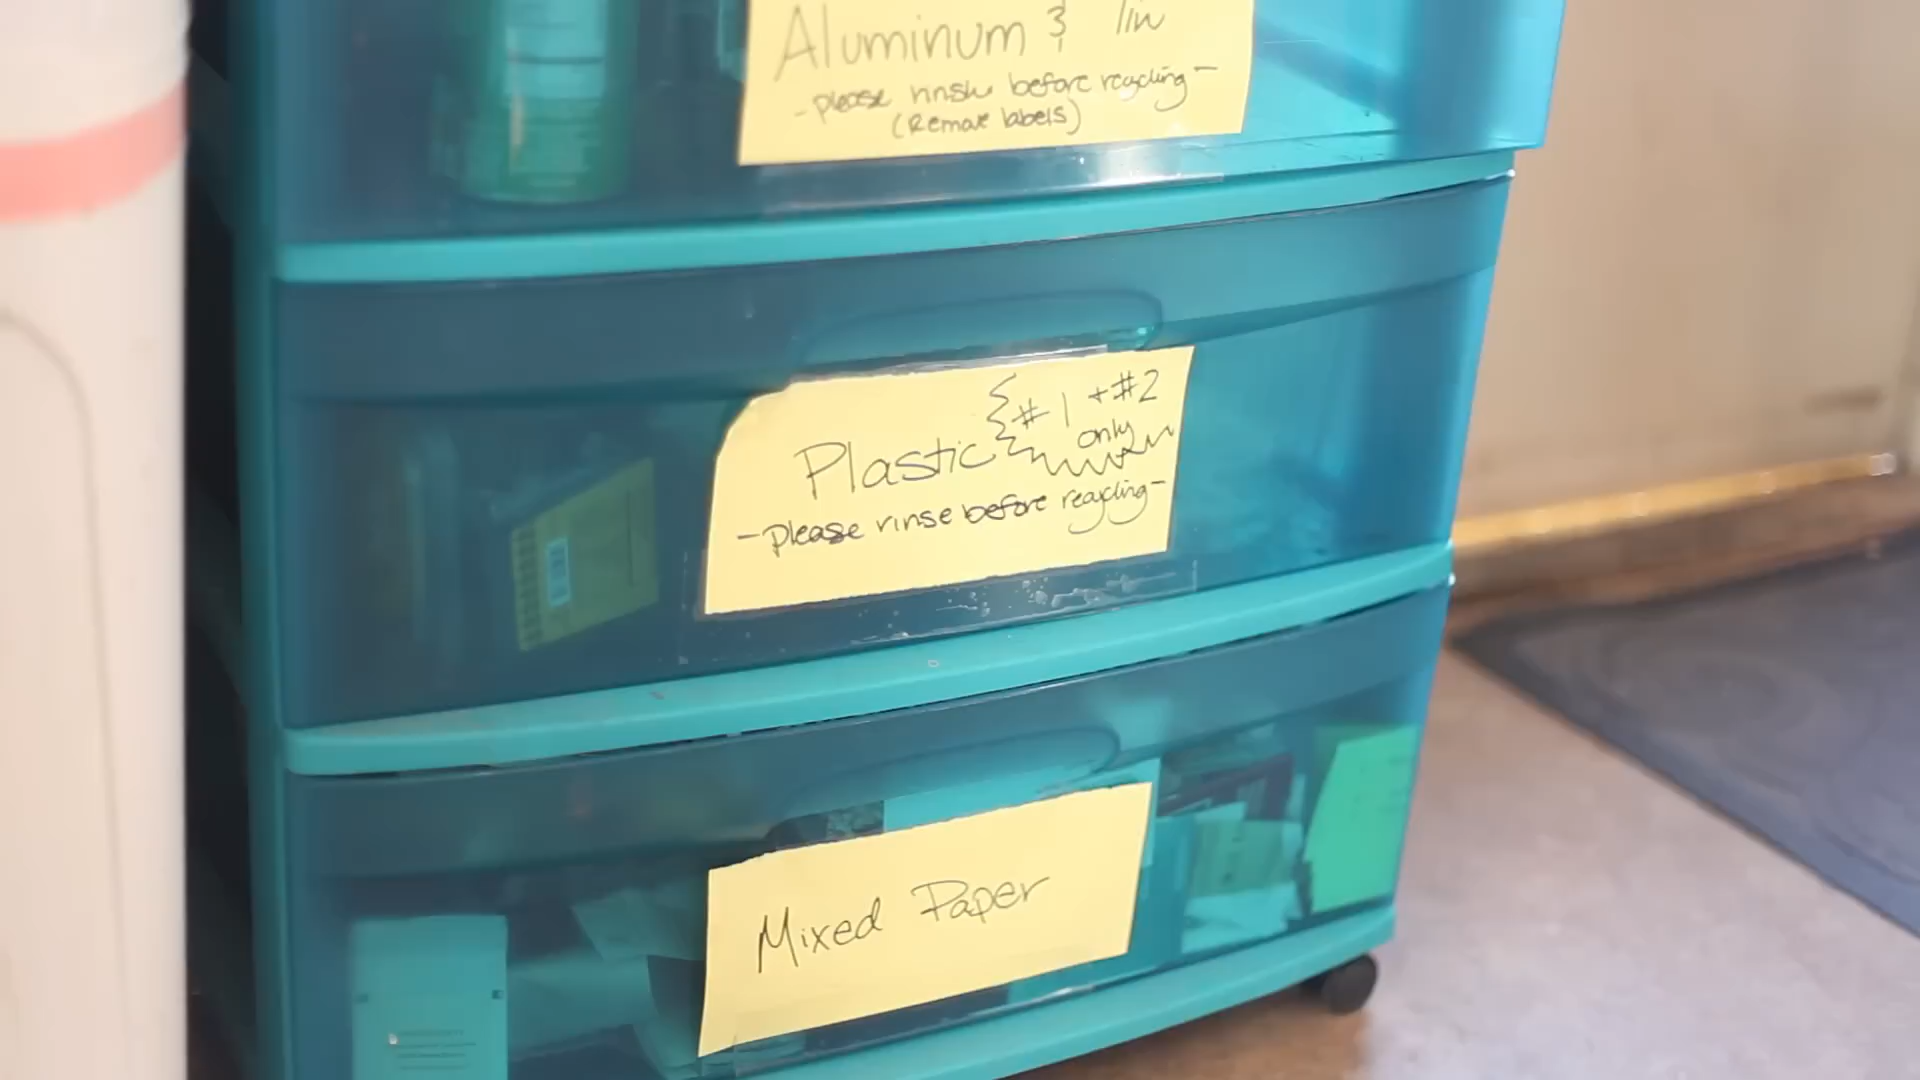 Aluminum & Tin
-please rinse before recycling-
(Remove labels)
Plastic
#1 + #2
only
-please rinse before recycling-
Mixed Paper